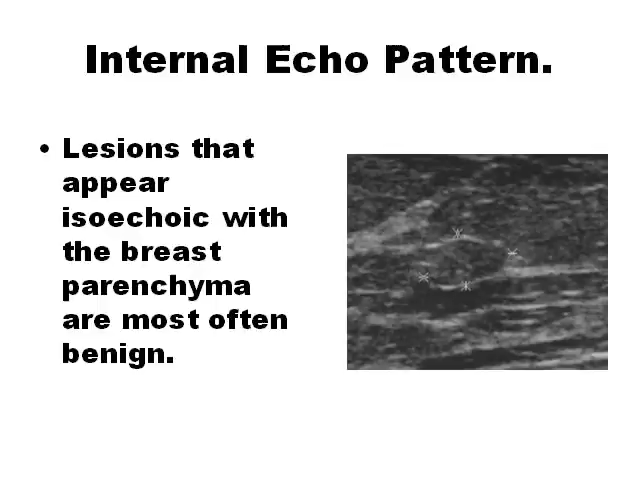 Internal Echo Pattern.
• Lesions that
appear
isoechoic with
the breast
parenchyma
are most often
benign.